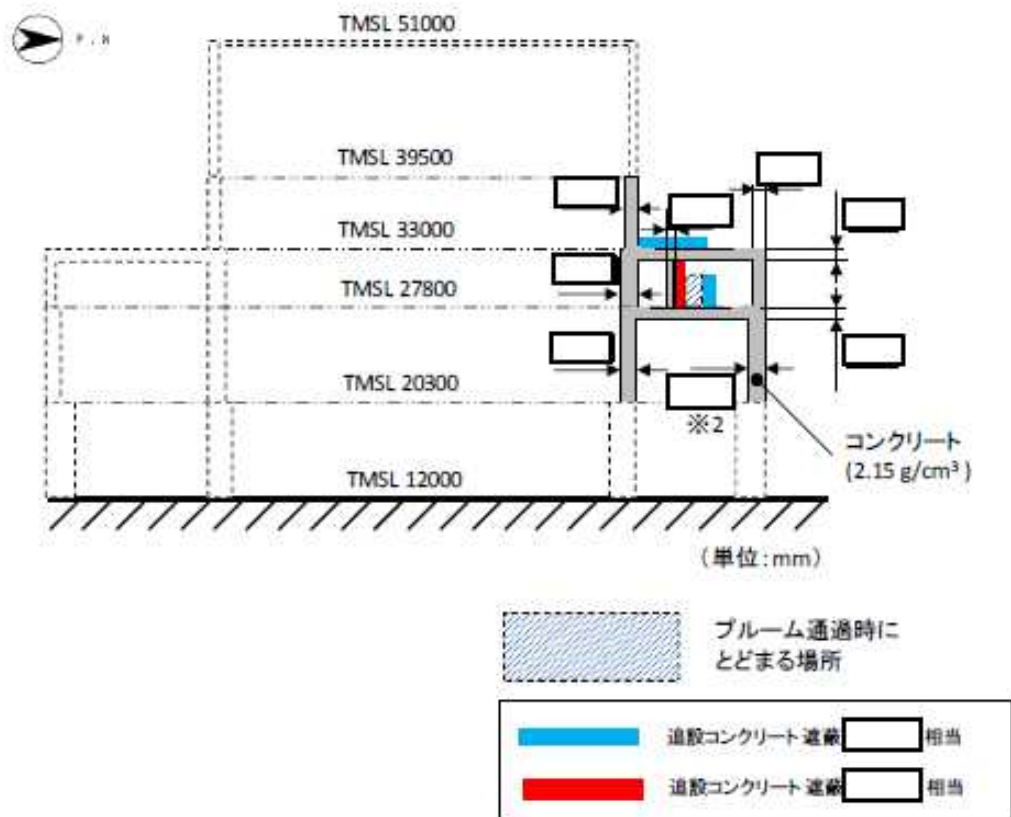 P.N
TMSL 51000
TMSL 39500
TMSL 33000
TMSL 27800
TMSL 20300
※2
TMSL 12000
コンクリート
(2.15 g/cm³ )
(単位:mm)
プルーム通過時に
とどまる場所
追設コンクリート 遮蔽 相当
追設コンクリート 遮蔽 相当